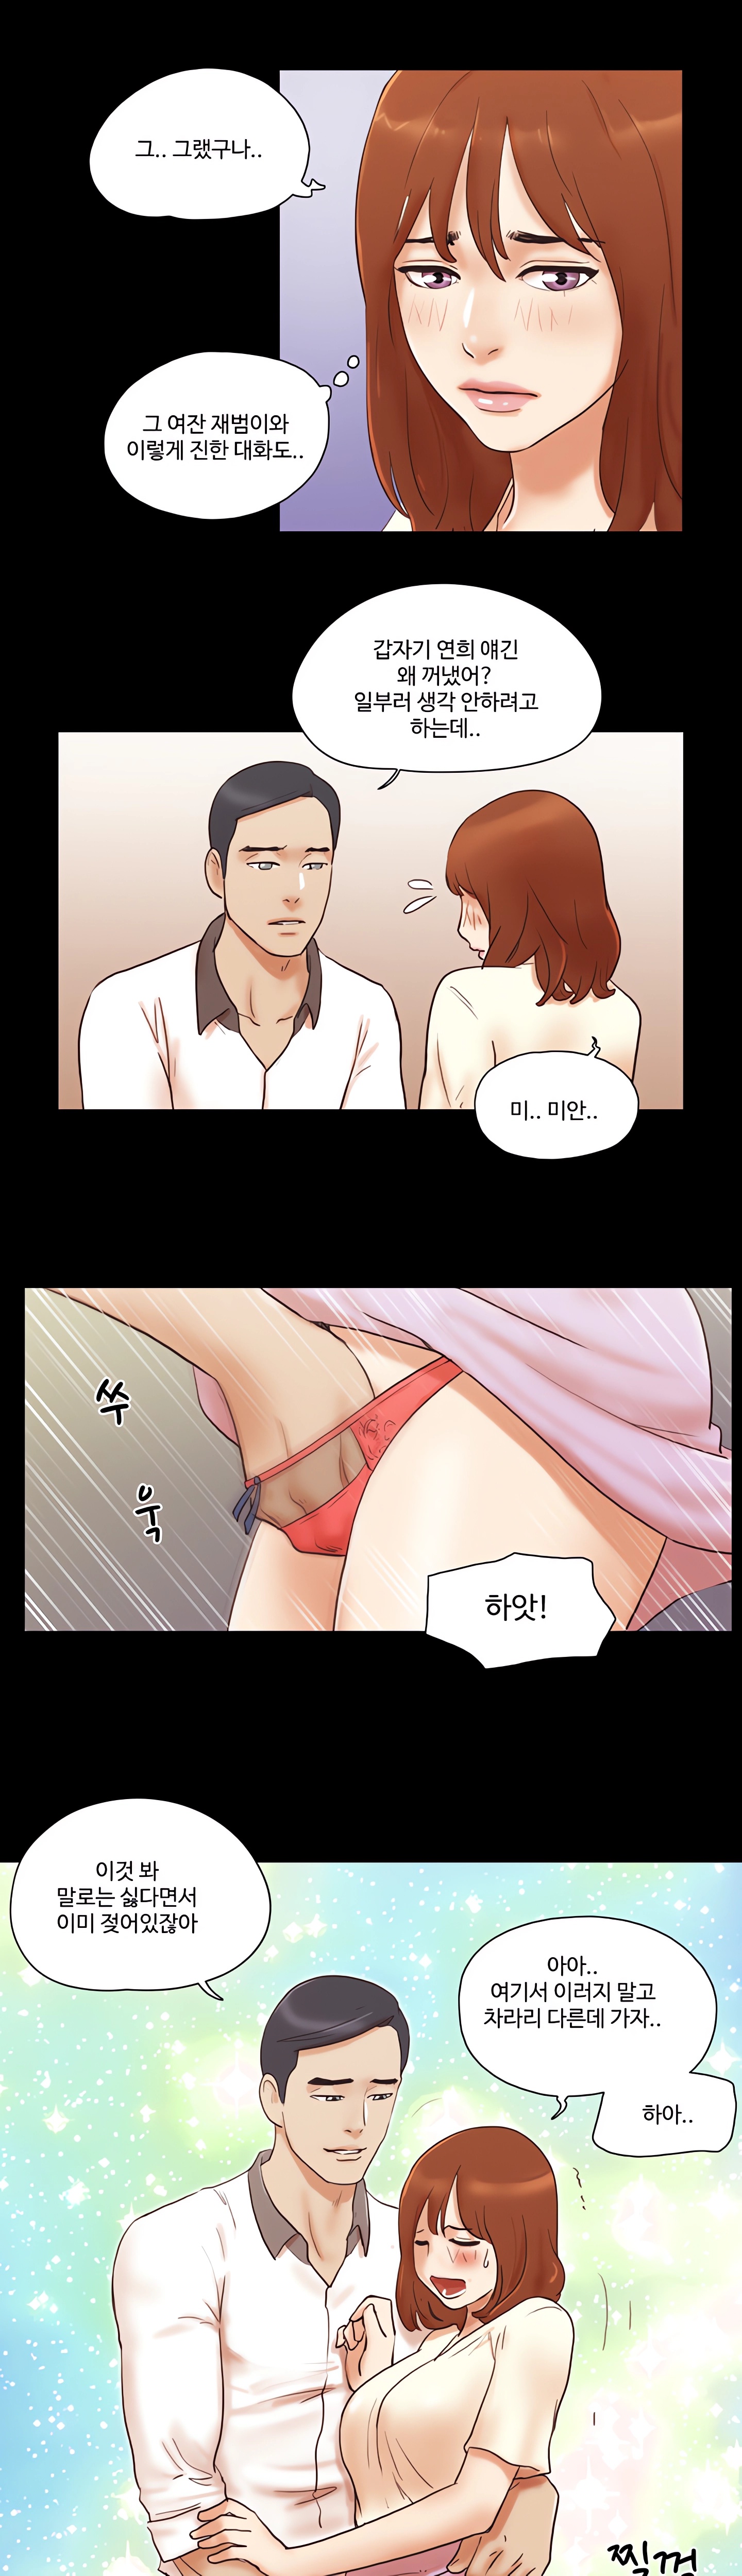 그.. 그랬구나..
그 여잔 재범이와
이렇게 진한 대화도..
갑자기 연희 얘긴
왜 꺼냈어?
일부러 생각 안하려고
하는데..
미.. 미안..
쑤
욱
하앗!
이것 봐
말로는 싫다면서
이미 젖어있잖아
아아..
여기서 이러지 말고
차라리 다른데 가자..
하아..
찔꺽